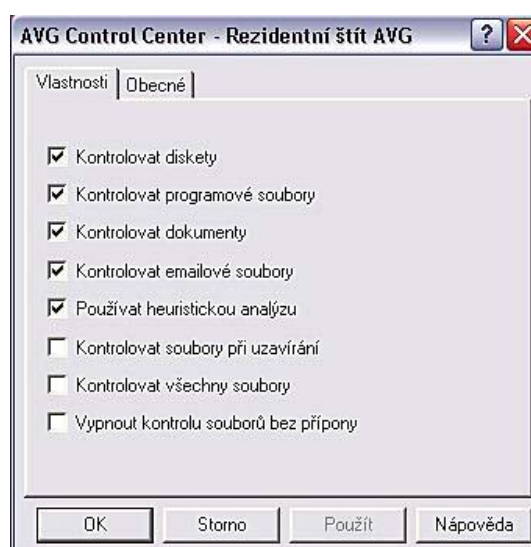 AVG Control Center - Rezidentní štít AVG
Vlastnosti
Obecné
Kontrolovat diskety
Kontrolovat programové soubory
Kontrolovat dokumenty
Kontrolovat emailové soubory
Používat heuristickou analýzu
Kontrolovat soubory při uzavírání
Kontrolovat všechny soubory
Vypnout kontrolu souborů bez přípony
OK
Storno
Použít
Nápověda